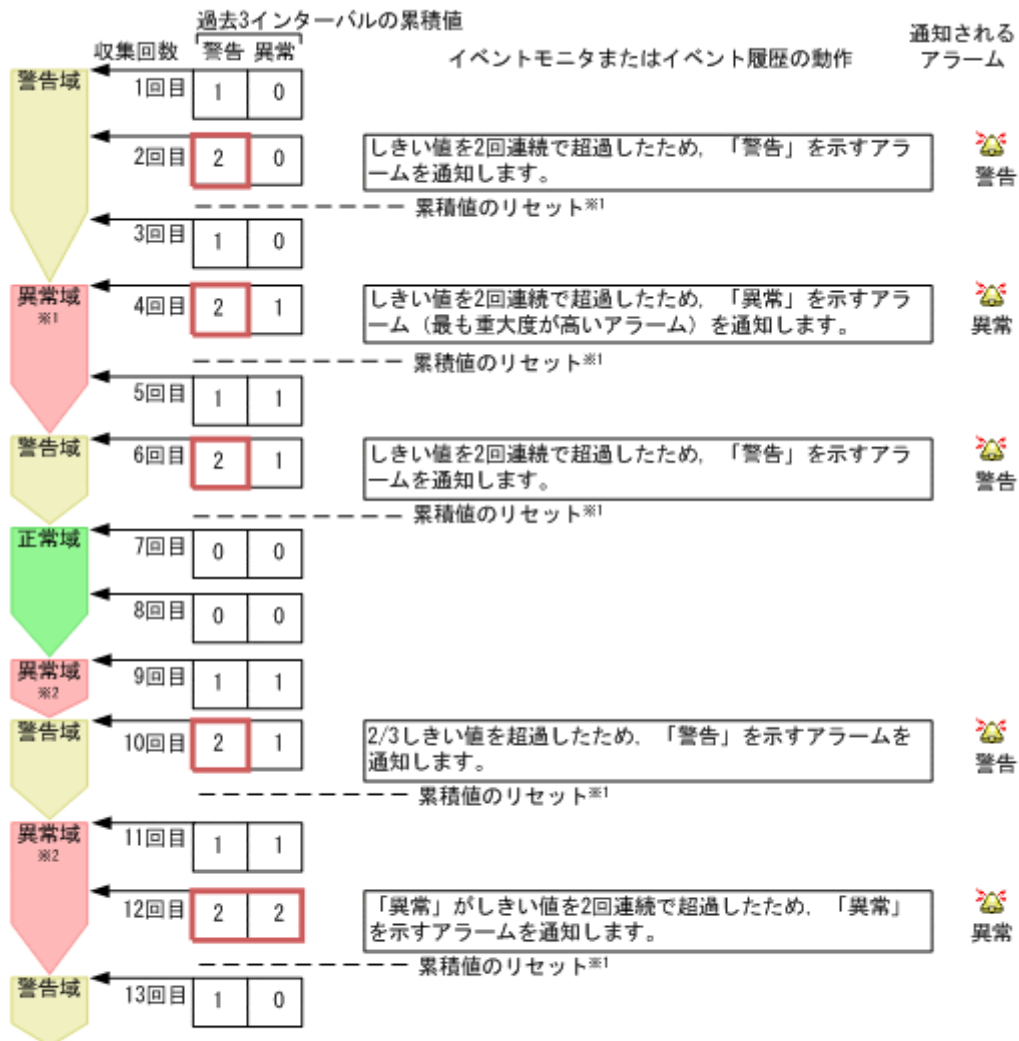 過去3インターバルの累積値
収集回数 警告 異常 イベントモニタまたはイベント履歴の動作 通知される
アラーム
警告域 1回目 1 0
2回目 2 0 しきい値を2回連続で超過したため，「警告」を示すアラ
ームを通知します。 警告
累積値のリセット※1
3回目 1 0
異常域 4回目 2 1 しきい値を2回連続で超過したため，「異常」を示すアラ
※1 ーム（最も重大度が高いアラーム）を通知します。 異常
累積値のリセット※1
5回目 1 1
警告域 6回目 2 1 しきい値を2回連続で超過したため，「警告」を示すアラ
ームを通知します。 警告
累積値のリセット※1
正常域 7回目 0 0
8回目 0 0
異常域 9回目 1 1
※2
警告域 10回目 2 1 2/3しきい値を超過したため，「警告」を示すアラームを
通知します。 警告
累積値のリセット※1
異常域 11回目 1 1
※2
12回目 2 2 「異常」がしきい値を2回連続で超過したため，「異常」
を示すアラームを通知します。 異常
累積値のリセット※1
警告域 13回目 1 0